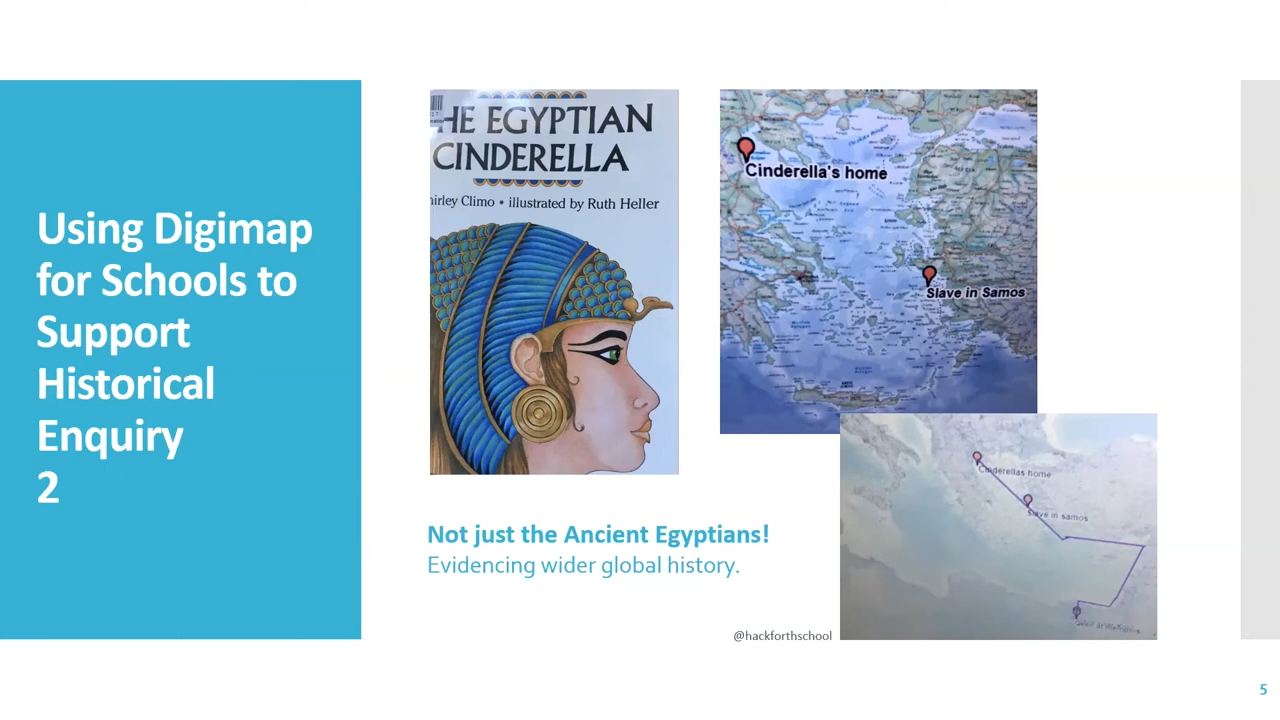 Using Digimap
for Schools to
Support
Historical
Enquiry
2
HE EGYPTIAN
CINDERELLA
hirley Climo • illustrated by Ruth Heller
Cinderella's home
Slave in Samos
Cinderellas home
Slave in samos
Not just the Ancient Egyptians!
Evidencing wider global history.
@hackforthschool
5